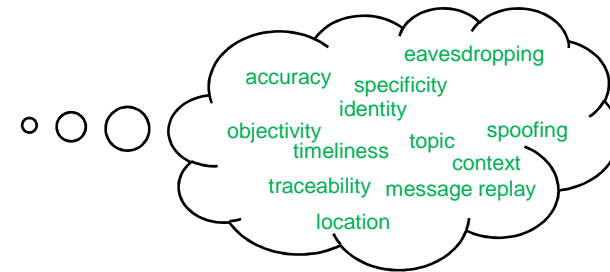 eavesdropping
accuracy
specificity
identity
objectivity
spoofing
topic
timeliness
context
traceability
message replay
location